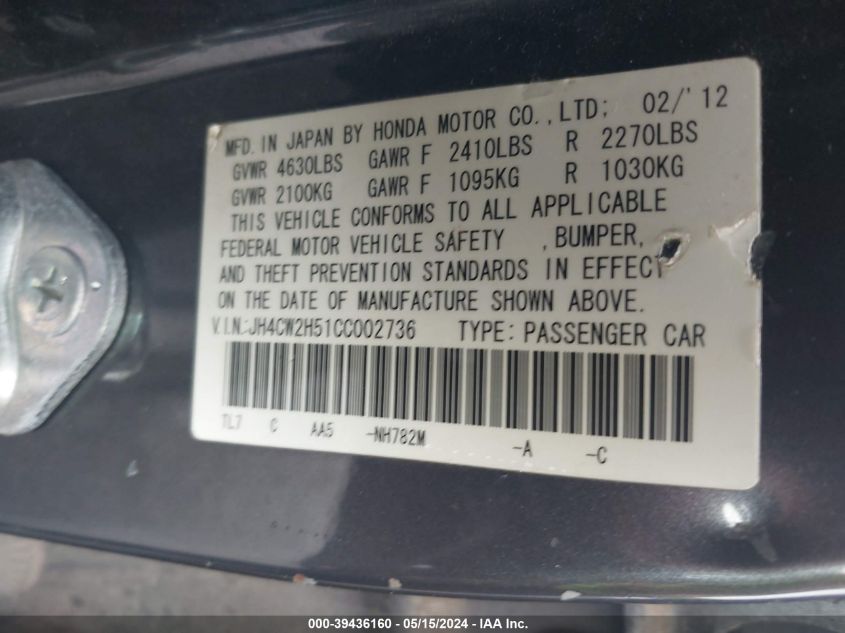 MFD. IN JAPAN BY HONDA MOTOR CO., LTD; 02/'12
GVWR 4630LBS GAWR F 2410LBS R 2270LBS
GVWR 2100KG GAWR F 1095KG R 1030KG
THIS VEHICLE CONFORMS TO ALL APPLICABLE
FEDERAL MOTOR VEHICLE SAFETY , BUMPER,
AND THEFT PREVENTION STANDARDS IN EFFECT
ON THE DATE OF MANUFACTURE SHOWN ABOVE.
V.I.N.:JH4CW2H51CC002736 TYPE: PASSENGER CAR
TL7 C AA5 -NH782M -A -C
000-39436160 - 05/15/2024 - IAA Inc.